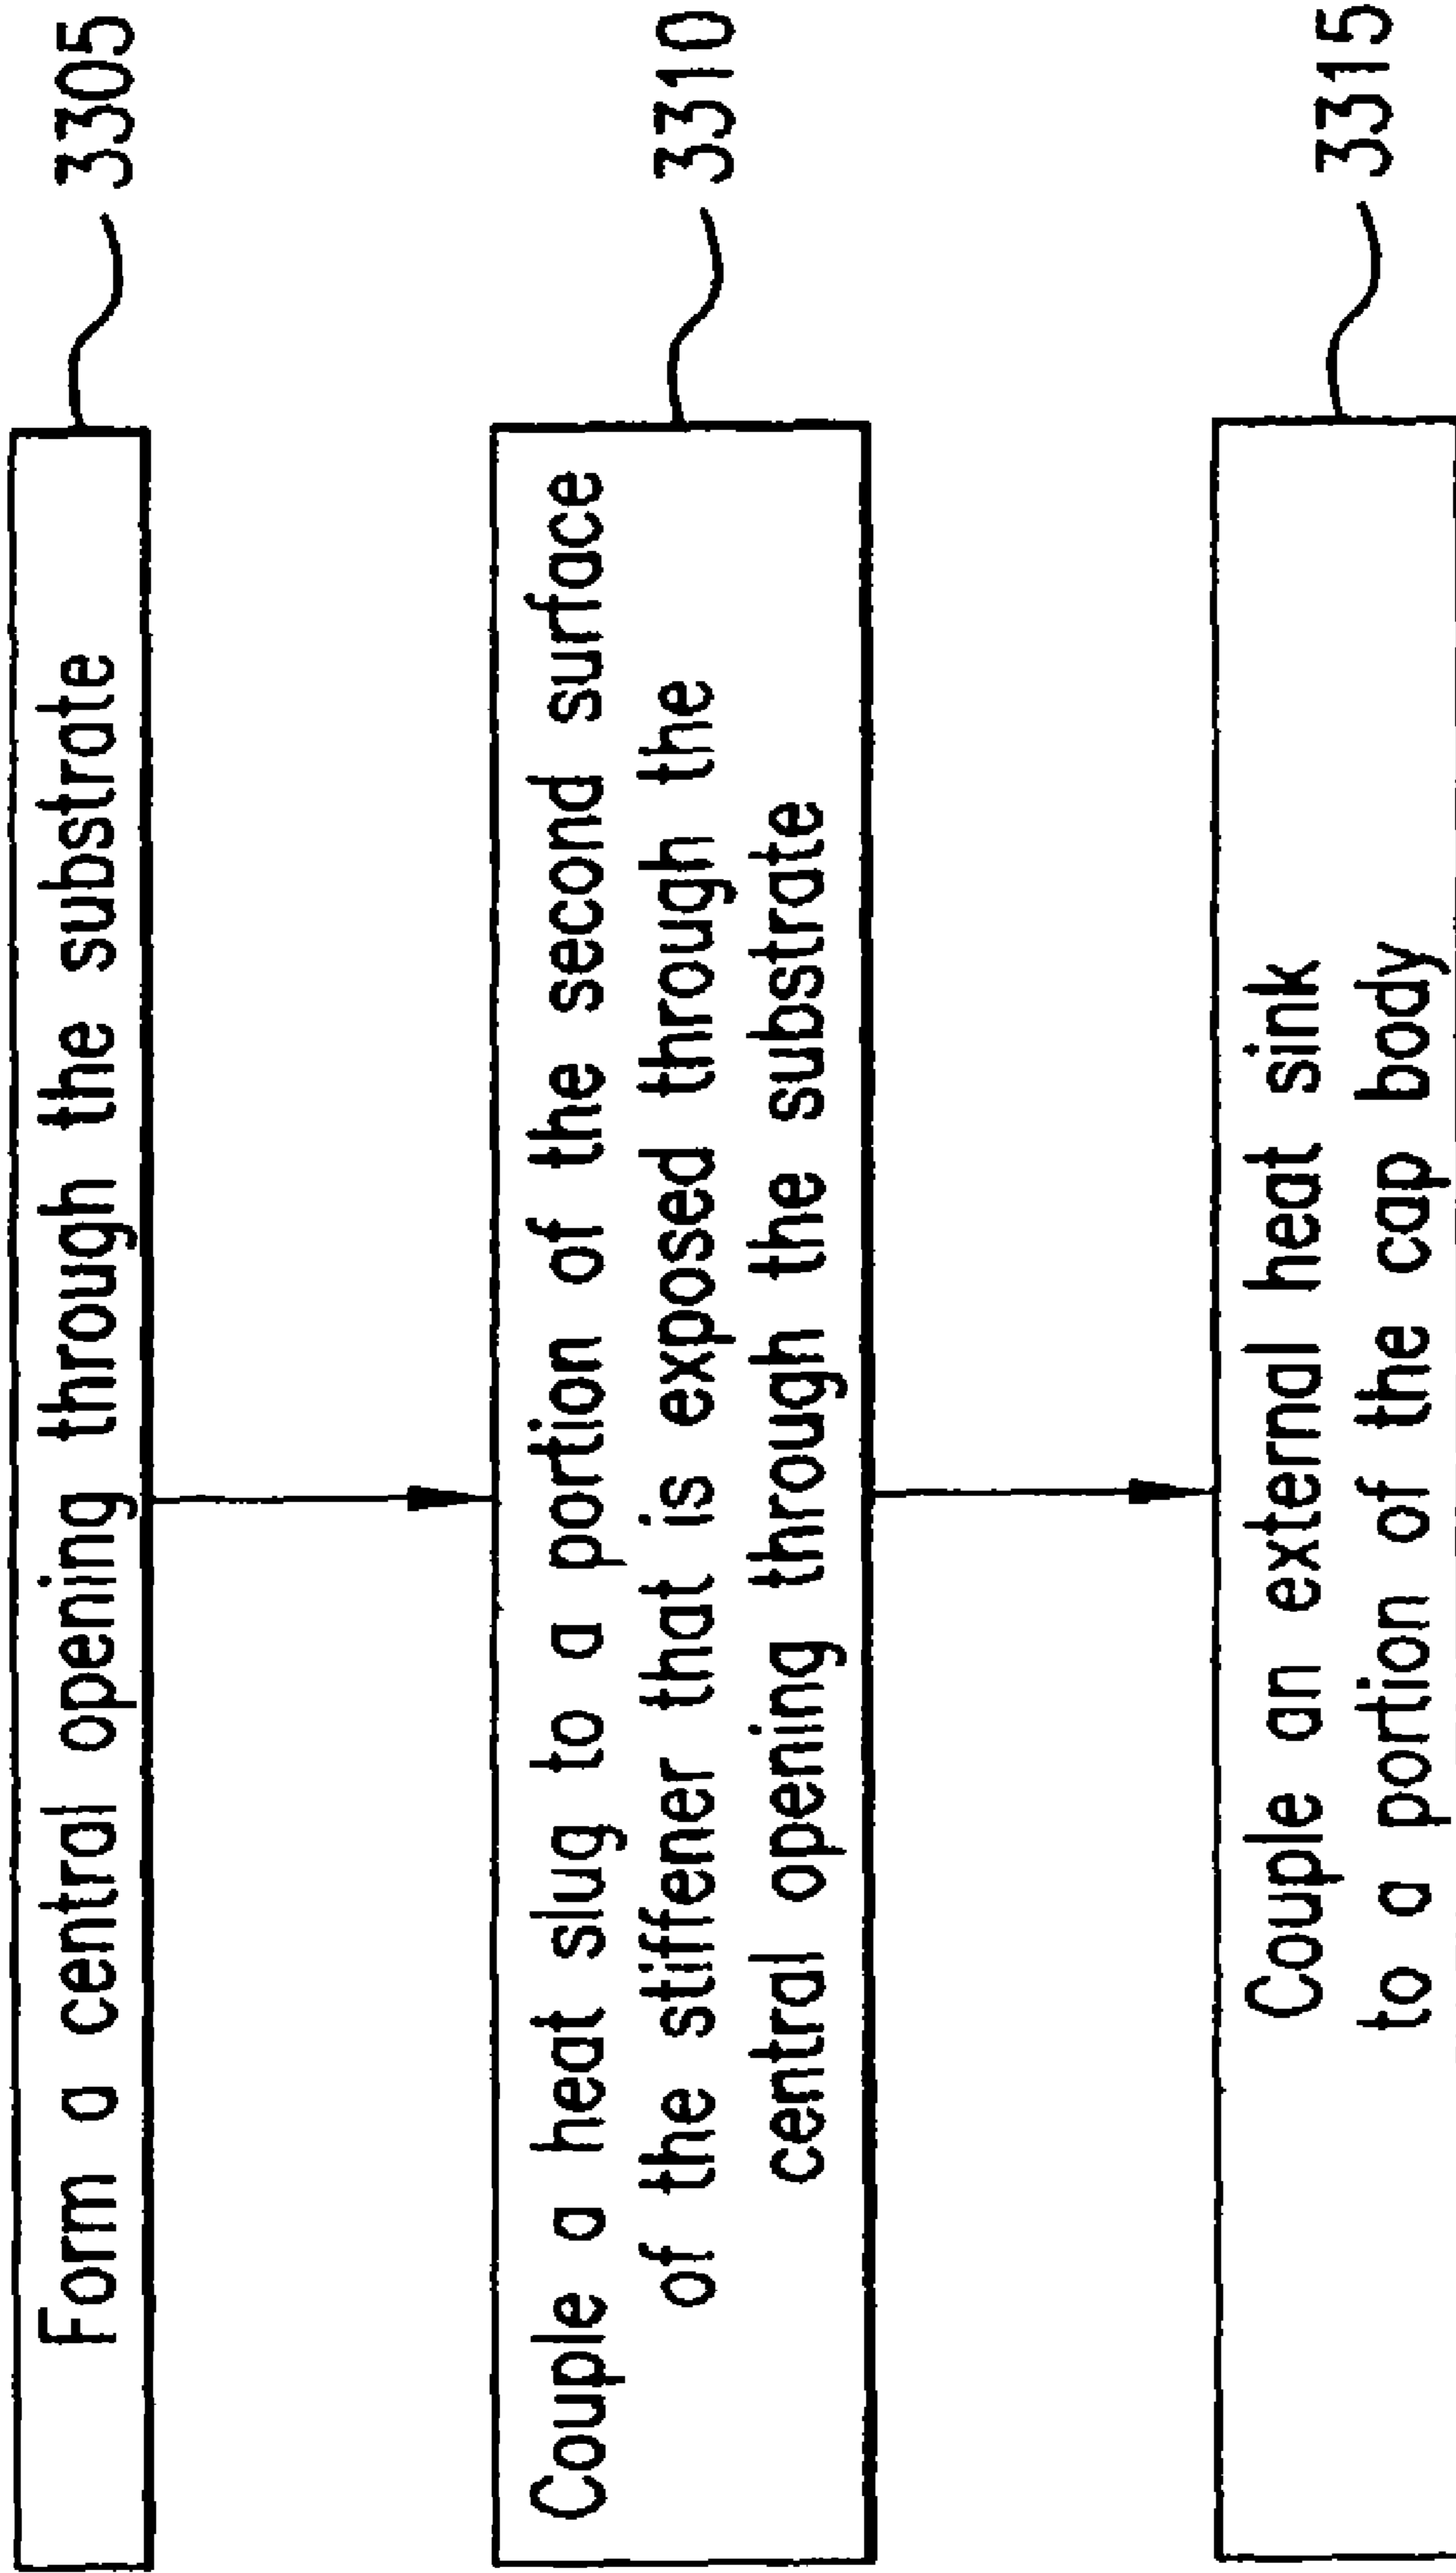 Form a central opening through the substrate
3305
Couple a heat slug to a portion of the second surface
of the stiffener that is exposed through the
central opening through the substrate
3310
Couple an external heat sink
to a portion of the cap body
3315